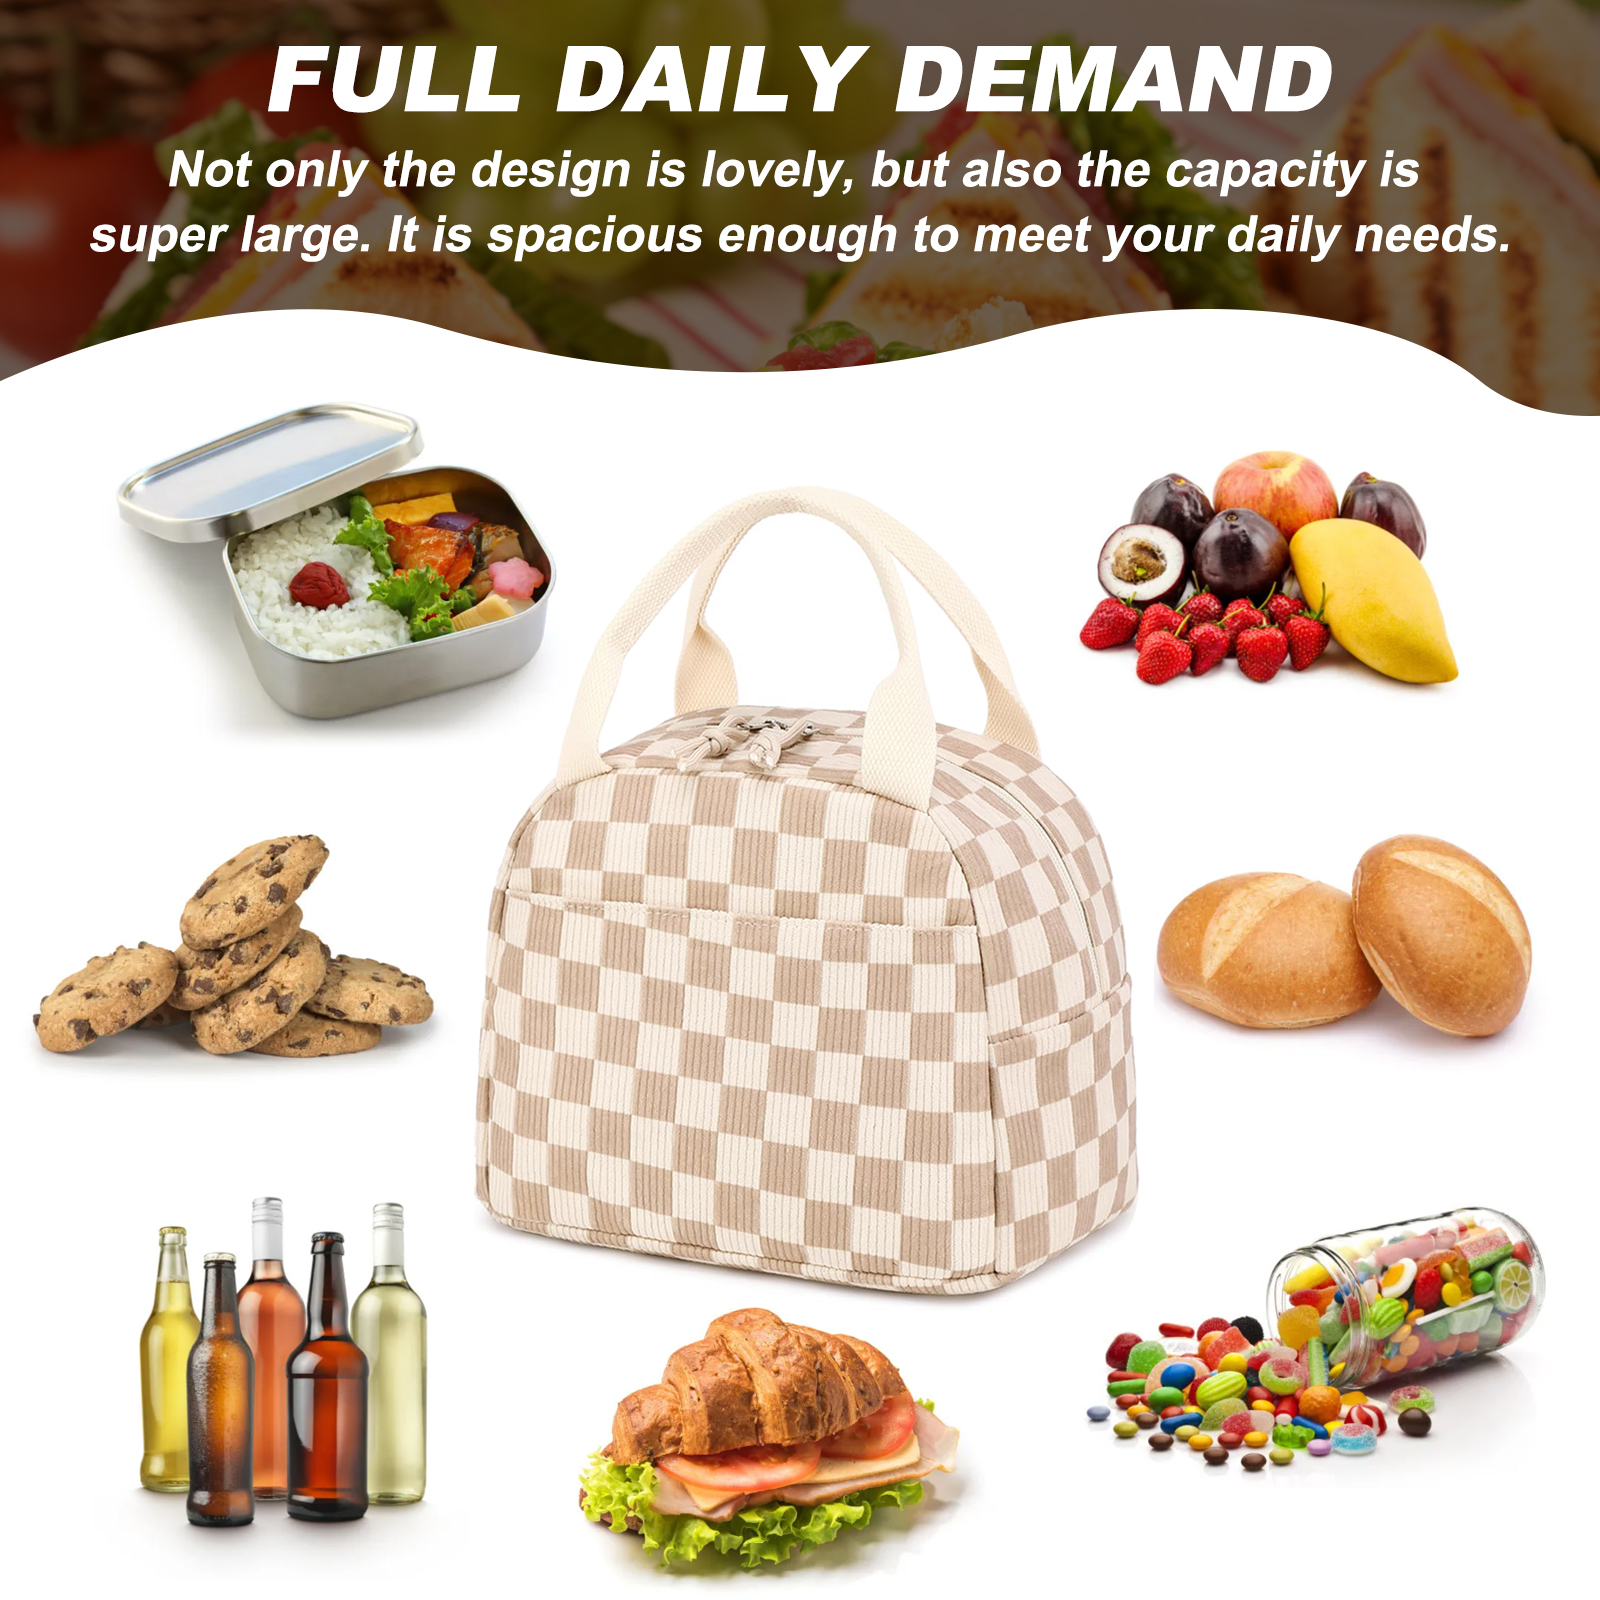 FULL DAILY DEMAND
Not only the design is lovely, but also the capacity is
super large. It is spacious enough to meet your daily needs.